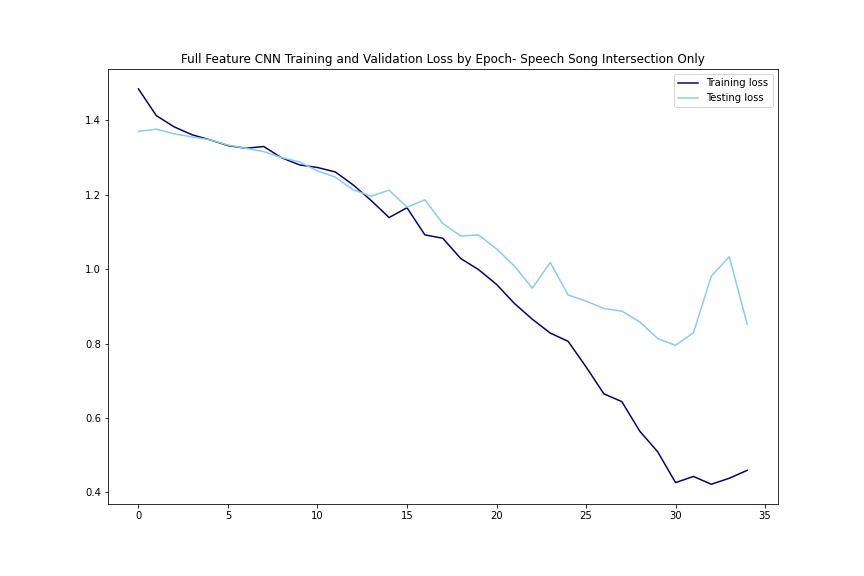 Full Feature CNN Training and Validation Loss by Epoch- Speech Song Intersection Only
Training loss
Testing loss
1.4
1.2
1.0
0.8
0.6
0.4
0 5 10 15 20 25 30 35